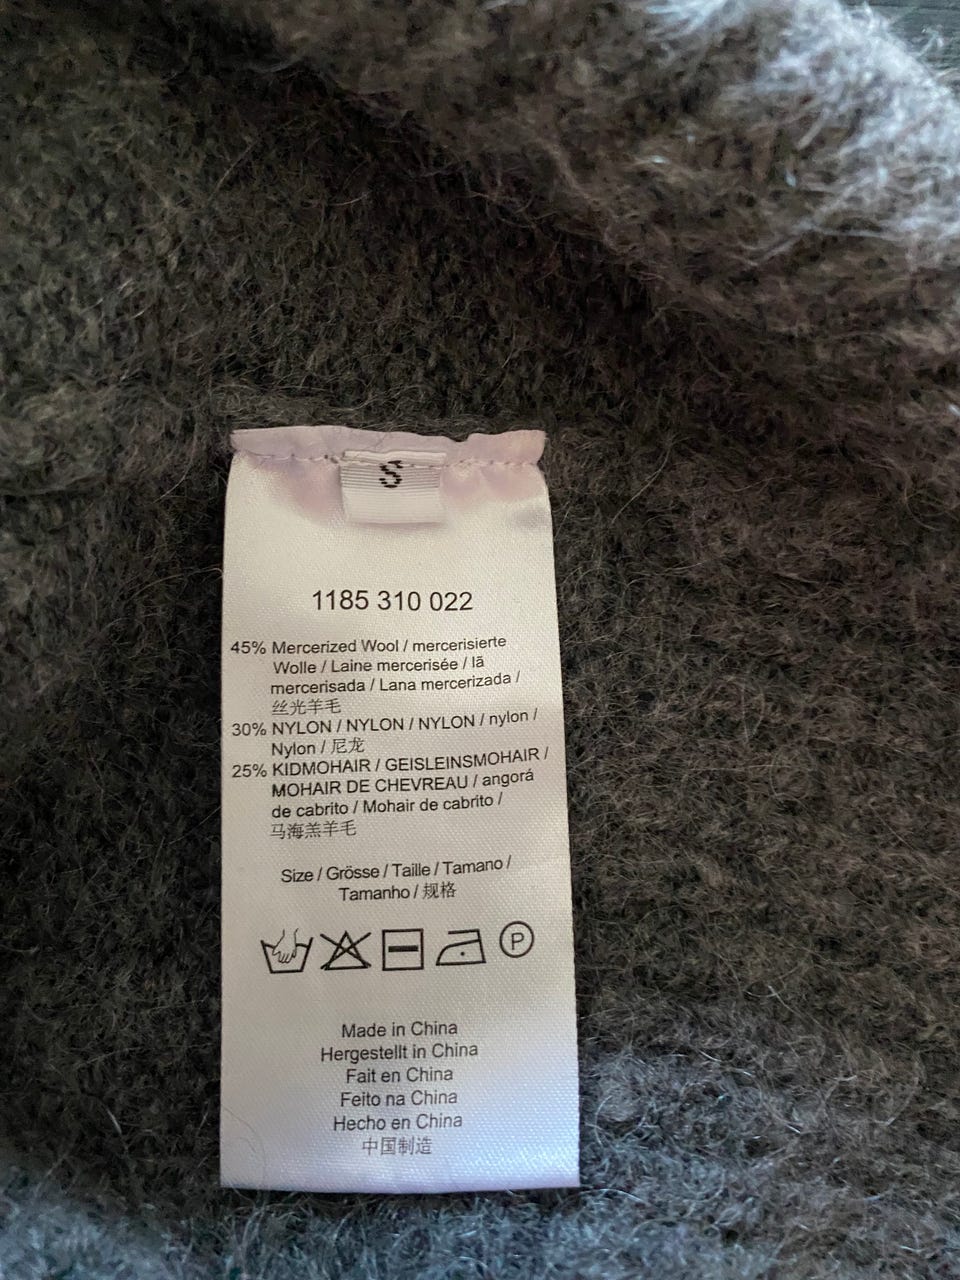 S
1185 310 022
45% Mercerized Wool / mercerisierte
Wolle / Laine mercerisée / lã
mercerisada / Lana mercerizada /
丝光羊毛
30% NYLON / NYLON / NYLON / nylon /
Nylon / 尼龙
25% KIDMOHAIR / GEISLEINSMOHAIR /
MOHAIR DE CHEVREAU / angorá
de cabrito / Mohair de cabrito /
马海羔羊毛
Size / Grösse / Taille / Tamano /
Tamanho / 规格
P
Made in China
Hergestellt in China
Fait en China
Feito na China
Hecho en China
中国制造